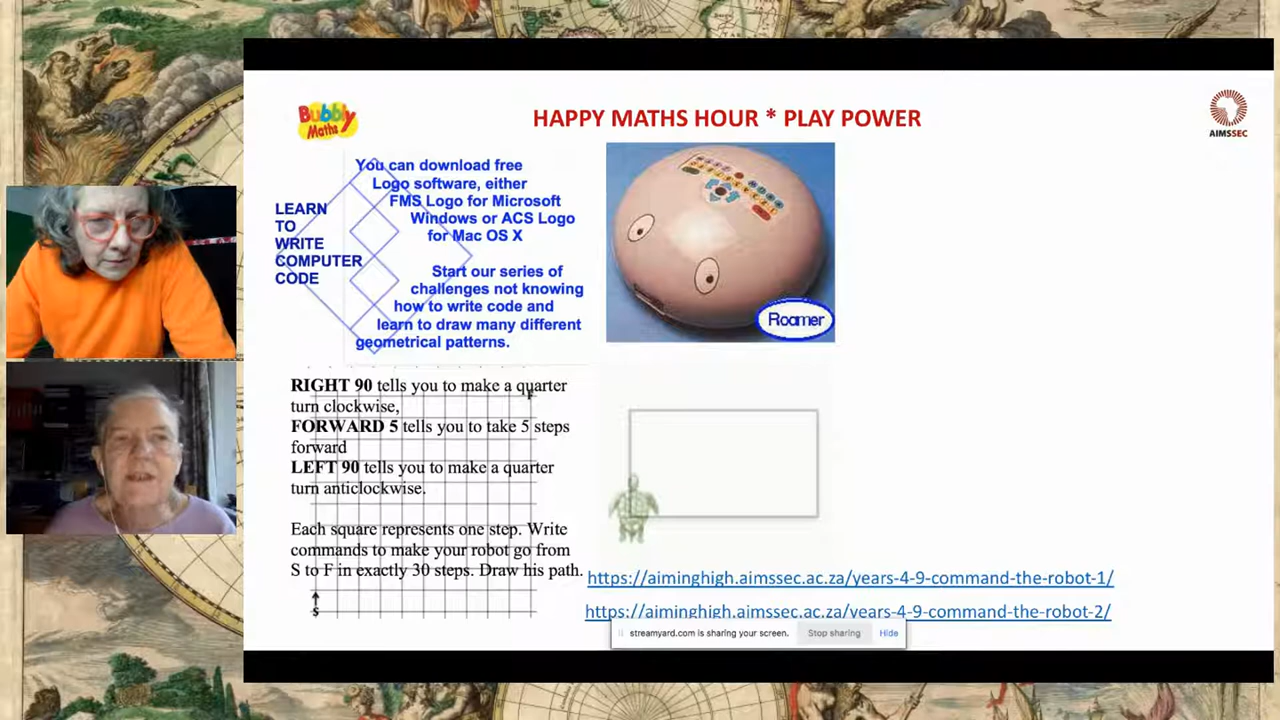 Bubbly
Maths
HAPPY MATHS HOUR * PLAY POWER
AIMSSEC
LEARN
TO
WRITE
COMPUTER
CODE
You can download free
Logo software, either
FMS Logo for Microsoft
Windows or ACS Logo
for Mac OS X
Start our series of
challenges not knowing
how to write code and
learn to draw many different
geometrical patterns.
Roamer
RIGHT 90 tells you to make a quarter
turn clockwise,
FORWARD 5 tells you to take 5 steps
forward
LEFT 90 tells you to make a quarter
turn anticlockwise.
Each square represents one step. Write
commands to make your robot go from
S to F in exactly 30 steps. Draw his path.
F
S
https://aiminghigh.aimssec.ac.za/years-4-9-command-the-robot-1/
https://aiminghigh.aimssec.ac.za/years-4-9-command-the-robot-2/
streamyard.com is sharing your screen.
Stop sharing
Hide